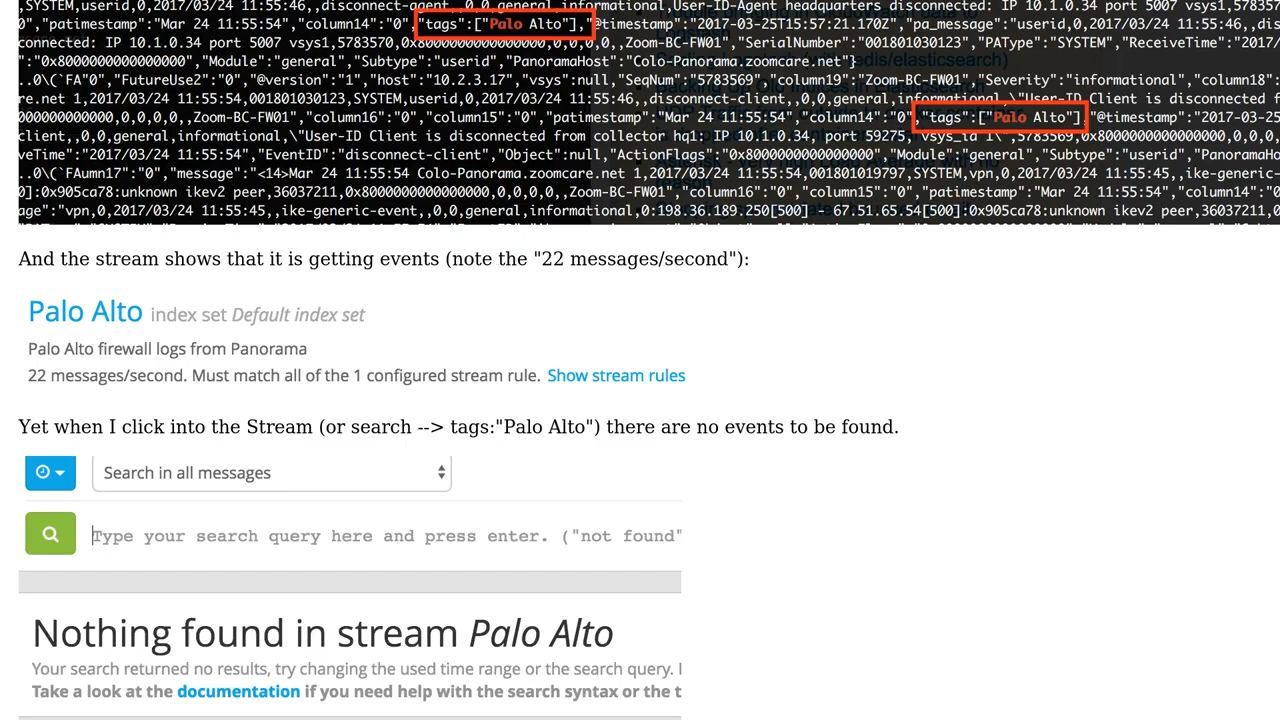 ,SYSTEM,userid,0,2017/03/24 11:55:46,,disconnect-agent,,0,0,general,informational,User-ID-Agent headquarters disconnected: IP 10.1.0.34 port 5007 vsys1,578357
0","patimestamp":"Mar 24 11:55:54","column14":"0","tags":["Palo Alto"],"@timestamp":"2017-03-25T15:57:21.170Z","pa_message":"userid,0,2017/03/24 11:55:46,,di
connected: IP 10.1.0.34 port 5007 vsys1,5783570,0x8000000000000000,0,0,0,0,,Zoom-BC-FW01","SerialNumber":"001801030123","PAType":"SYSTEM","ReceiveTime":"2017/
":"0x8000000000000000","Module":"general","Subtype":"userid","PanoramaHost":"Colo-Panorama.zoomcare.net"}
..0\(`FA"0","FutureUse2":"0","@version":"1","host":"10.2.3.17","vsys":null,"SeqNum":"5783569","column19":"Zoom-BC-FW01","Severity":"informational","column18":
re.net 1,2017/03/24 11:55:54,001801030123,SYSTEM,userid,0,2017/03/24 11:55:46,,disconnect-client,,0,0,general,informational,\"User-ID Client is disconnected f
00000000000,0,0,0,0,,Zoom-BC-FW01","column16":"0","column15":"0","patimestamp":"Mar 24 11:55:54","column14":"0","tags":["Palo Alto"],"@timestamp":"2017-03-25
client,,0,0,general,informational,\"User-ID Client is disconnected from collector hq1: IP 10.1.0.34, port 59275, vsys_id 1\",5783569,0x8000000000000000,0,0,0,
veTime":"2017/03/24 11:55:54","EventID":"disconnect-client","Object":null,"ActionFlags":"0x8000000000000000","Module":"general","Subtype":"userid","PanoramaHo
..0\(`FAumn17":"0","message":"<14>Mar 24 11:55:54 Colo-Panorama.zoomcare.net 1,2017/03/24 11:55:54,001801019797,SYSTEM,vpn,0,2017/03/24 11:55:45,,ike-generic-
0]:0x905ca78:unknown ikev2 peer,36037211,0x8000000000000000,0,0,0,0,,Zoom-BC-FW01","column16":"0","column15":"0","patimestamp":"Mar 24 11:55:54","column14":"0
age":"vpn,0,2017/03/24 11:55:45,,ike-generic-event,,0,0,general,informational,0:198.36.189.250[500] - 67.51.65.54[500]:0x905ca78:unknown ikev2 peer,36037211,0
And the stream shows that it is getting events (note the "22 messages/second"):
Palo Alto index set Default index set
Palo Alto firewall logs from Panorama
22 messages/second. Must match all of the 1 configured stream rule. Show stream rules
Yet when I click into the Stream (or search --> tags:"Palo Alto") there are no events to be found.
Search in all messages
Type your search query here and press enter. ("not found"
Nothing found in stream Palo Alto
Your search returned no results, try changing the used time range or the search query.
Take a look at the documentation if you need help with the search syntax or the t